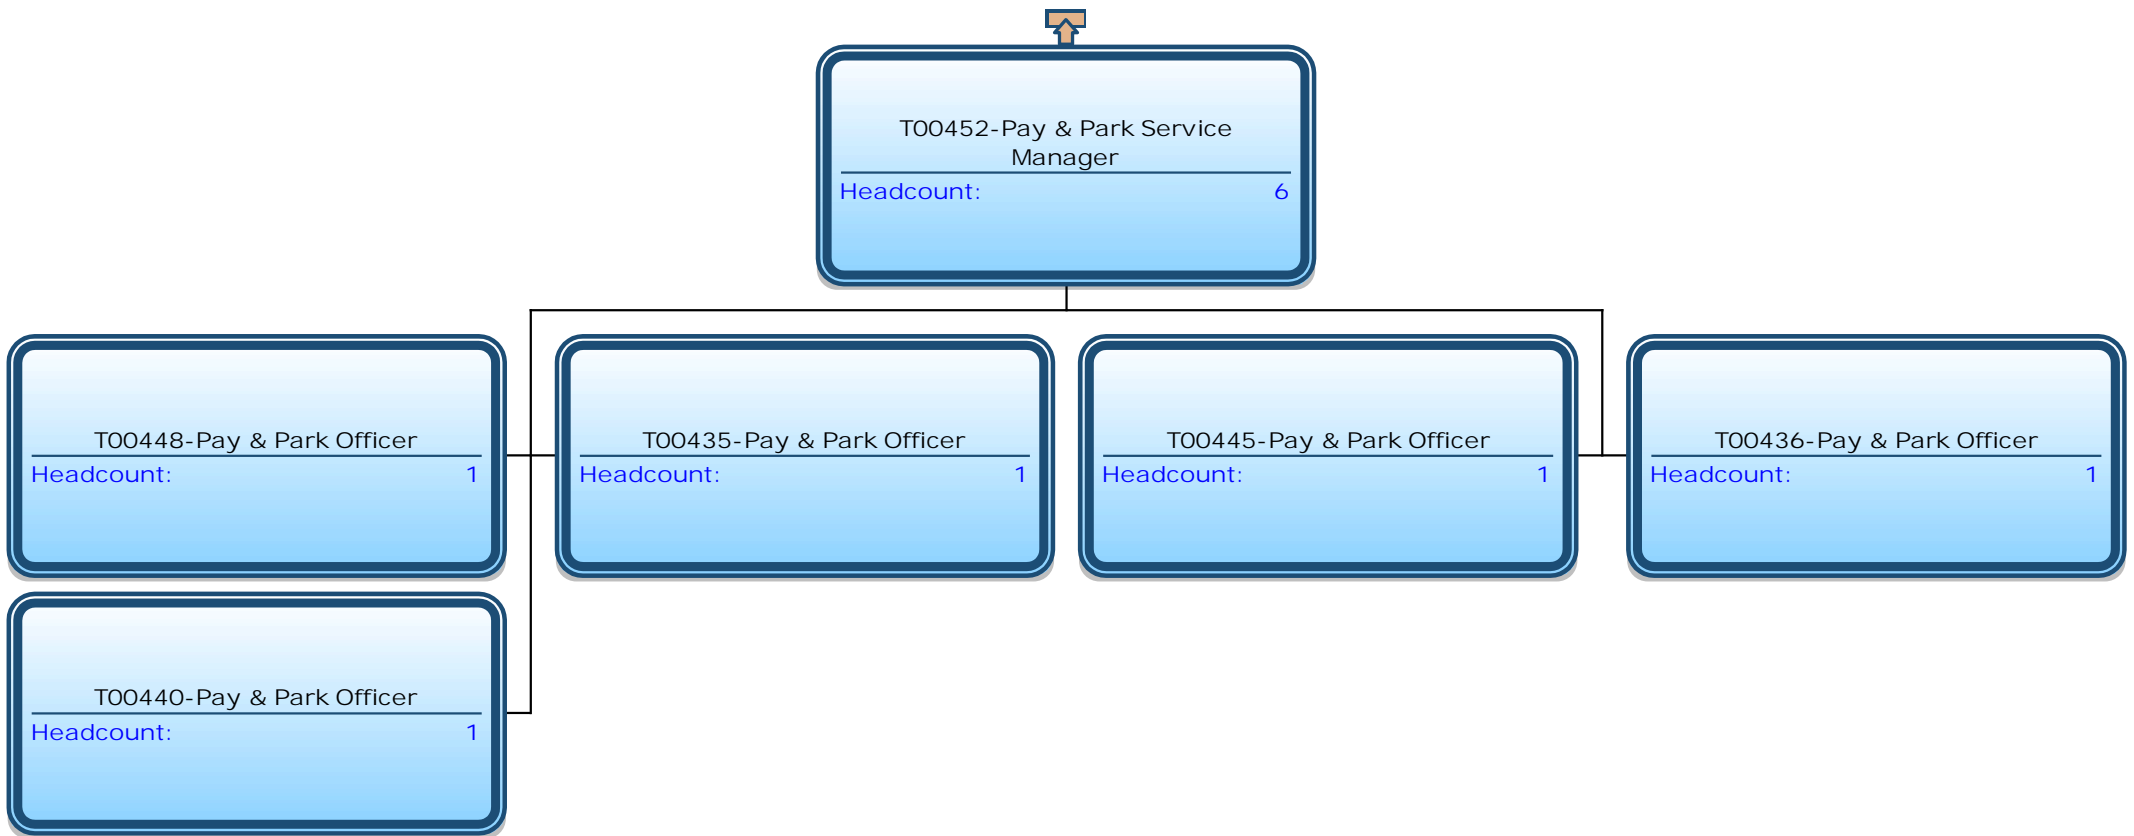 T00452-Pay & Park Service
Manager
Headcount: 6
T00448-Pay & Park Officer
Headcount: 1
T00435-Pay & Park Officer
Headcount: 1
T00445-Pay & Park Officer
Headcount: 1
T00436-Pay & Park Officer
Headcount: 1
T00440-Pay & Park Officer
Headcount: 1